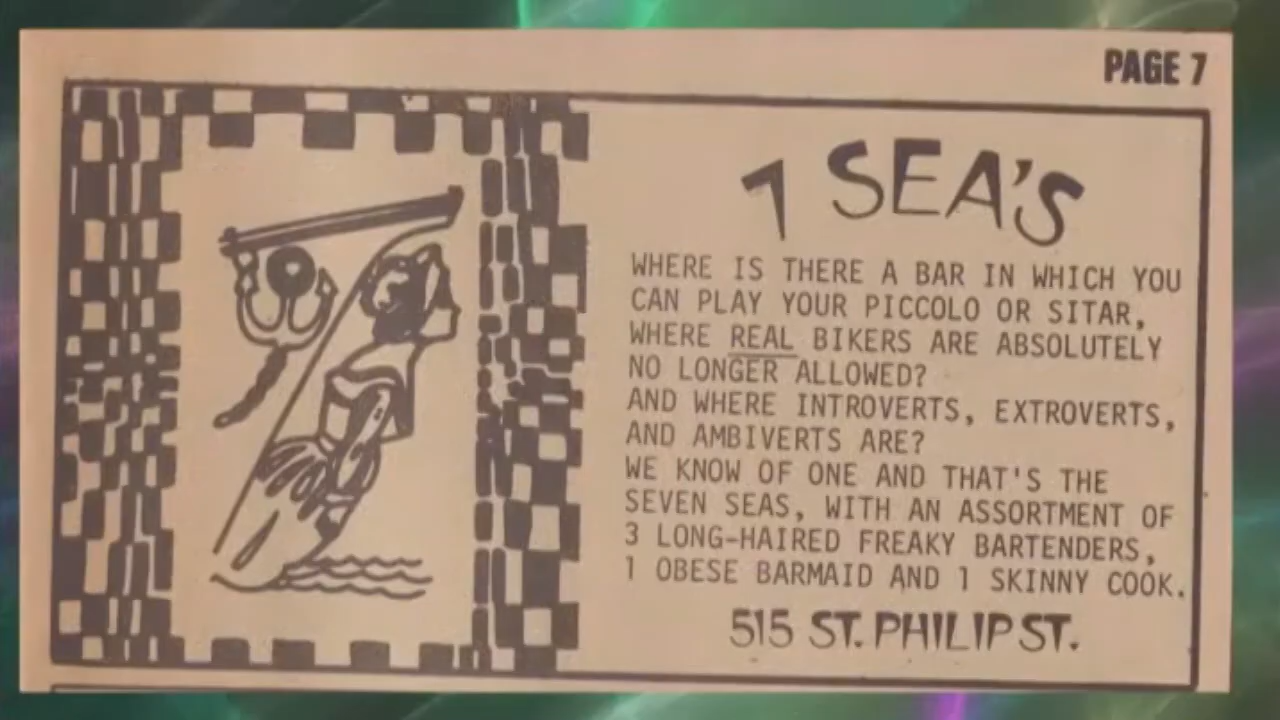 PAGE 7
7 SEA'S
WHERE IS THERE A BAR IN WHICH YOU
CAN PLAY YOUR PICCOLO OR SITAR,
WHERE REAL BIKERS ARE ABSOLUTELY
NO LONGER ALLOWED?
AND WHERE INTROVERTS, EXTROVERTS,
AND AMBIVERTS ARE?
WE KNOW OF ONE AND THAT'S THE
SEVEN SEAS, WITH AN ASSORTMENT OF
3 LONG-HAIRED FREAKY BARTENDERS,
1 OBESE BARMAID AND 1 SKINNY COOK.
515 ST. PHILIP ST.